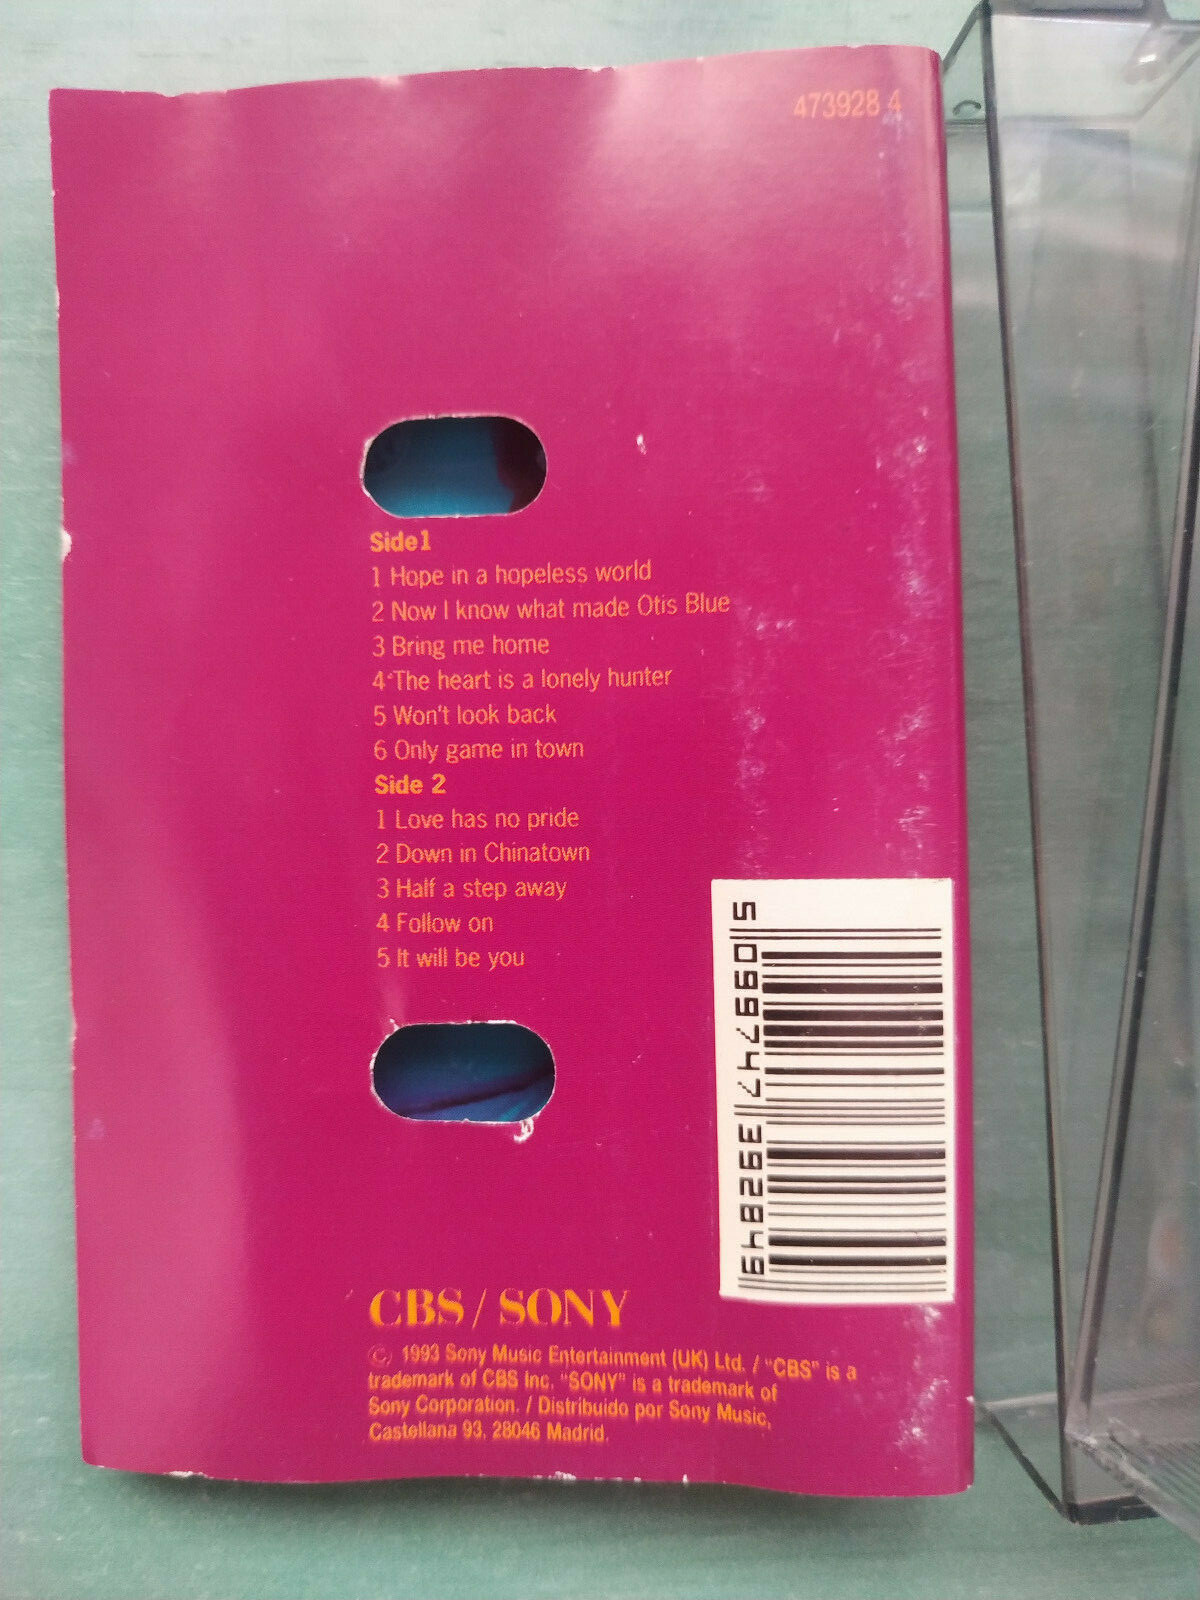 473928 4
Side1
1 Hope in a hopeless world
2 Now I know what made Otis Blue
3 Bring me home
4 The heart is a lonely hunter
5 Won't look back
6 Only game in town
Side 2
1 Love has no pride
2 Down in Chinatown
3 Half a step away
4 Follow on
5 It will be you
5 099747 392849
CBS / SONY
© 1993 Sony Music Entertainment (UK) Ltd. / "CBS" is a
trademark of CBS Inc. "SONY" is a trademark of
Sony Corporation. / Distribuido por Sony Music,
Castellana 93, 28046 Madrid.